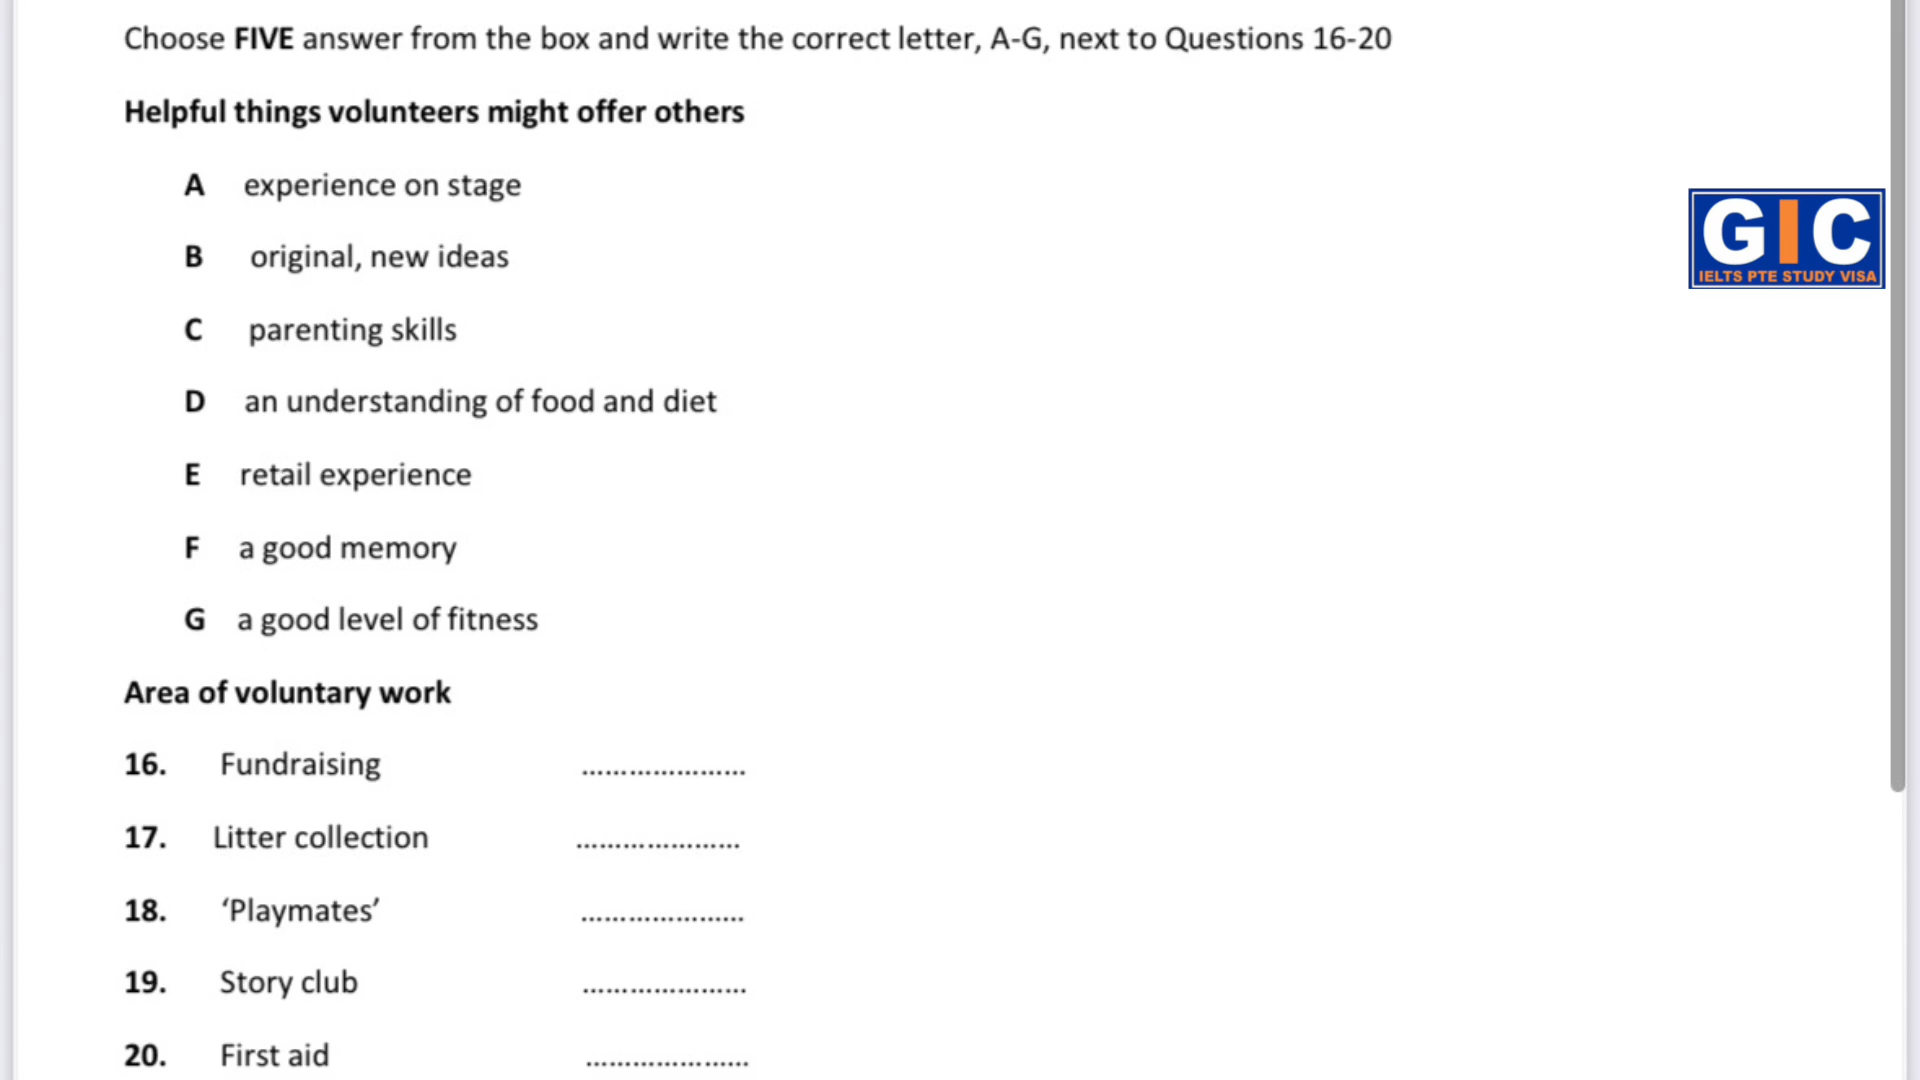 Choose FIVE answer from the box and write the correct letter, A-G, next to Questions 16-20
Helpful things volunteers might offer others
A experience on stage
B original, new ideas
C parenting skills
D an understanding of food and diet
E retail experience
F a good memory
G a good level of fitness
GIC
IELTS PTE STUDY VISA
Area of voluntary work
16. Fundraising .....................
17. Litter collection .....................
18. ‘Playmates’ .....................
19. Story club .....................
20. First aid .....................